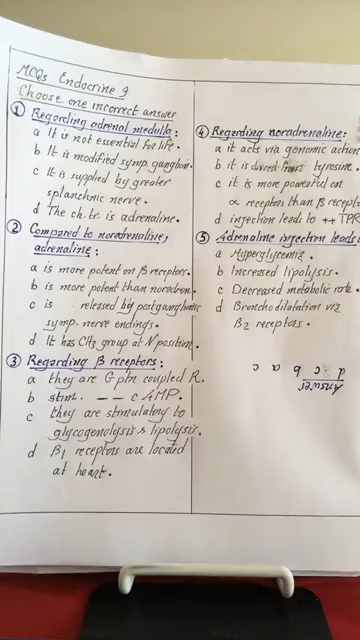 MCQs Endocrine 9
Choose one incorrect answer
① Regarding adrenal medulla:
a It is not essential for life.
b It is modified symp. ganglion.
c It is supplied by greater
splanchnic nerve.
d The ch. tr. is adrenaline.
② Compared to noradrenaline,
adrenaline:
a is more potent on β receptors.
b is more potent than noradren.
c is released by postganglionic
symp. nerve endings.
d It has CH3 group at N position.
③ Regarding β receptors:
a they are G ptn coupled R.
b stim. —— c AMP.
c they are stimulatory to
glycogenolysis & lipolysis.
d β1 receptors are located
at heart.
④ Regarding noradrenaline:
a it acts via genomic action
b it is derived from tyrosine.
c it is more powerful on
α receptors than β recept
d injection leads to ++ TPR
⑤ Adrenaline injection leads
a Hyperglycemia.
b Increased lipolysis.
c Decreased metabolic rate.
d Bronchodilatation via
β2 receptors.
Answer
d c b a c